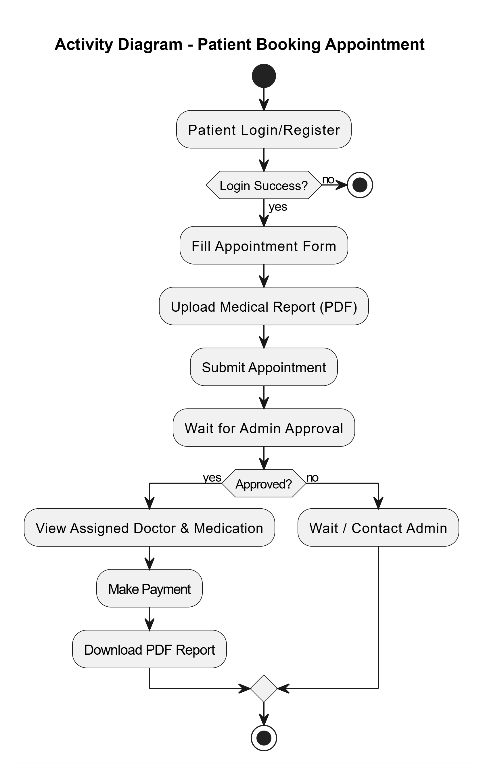 Activity Diagram - Patient Booking Appointment
Patient Login/Register
Login Success?
no
yes
Fill Appointment Form
Upload Medical Report (PDF)
Submit Appointment
Wait for Admin Approval
yes
Approved?
no
View Assigned Doctor & Medication
Wait / Contact Admin
Make Payment
Download PDF Report